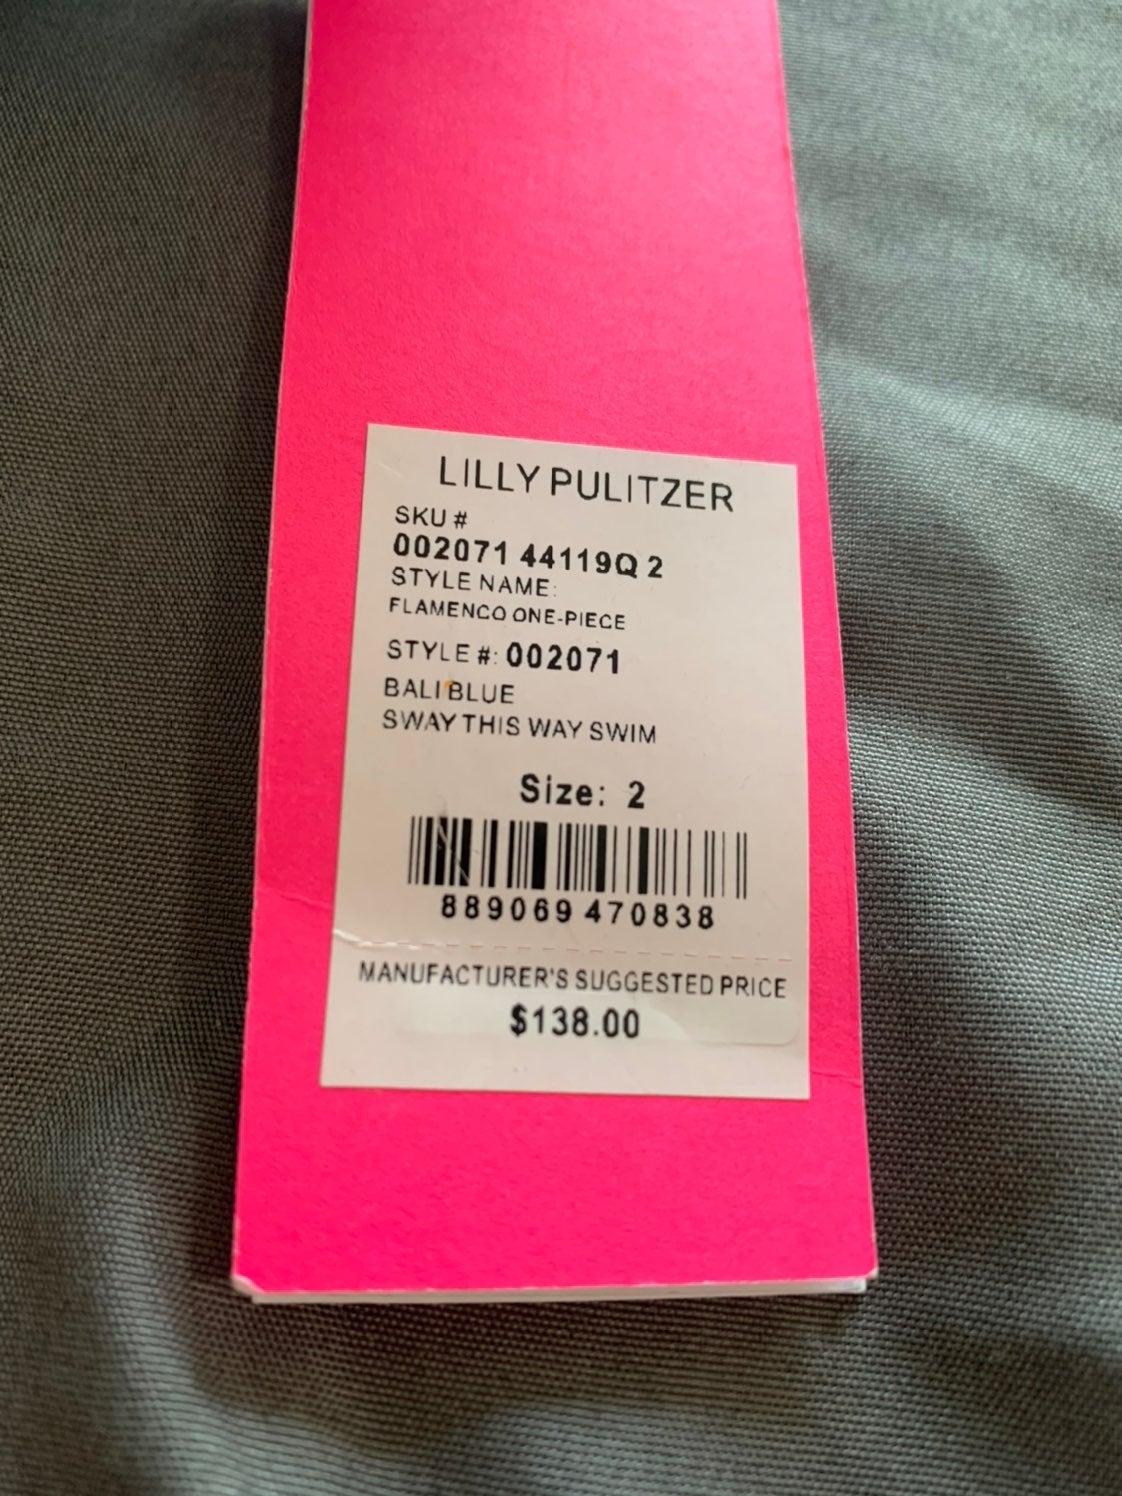 LILLY PULITZER
SKU #
002071 44119Q 2
STYLE NAME:
FLAMENCO ONE-PIECE
STYLE #: 002071
BALI BLUE
SWAY THIS WAY SWIM
Size: 2
889069 470838
MANUFACTURER'S SUGGESTED PRICE
$138.00